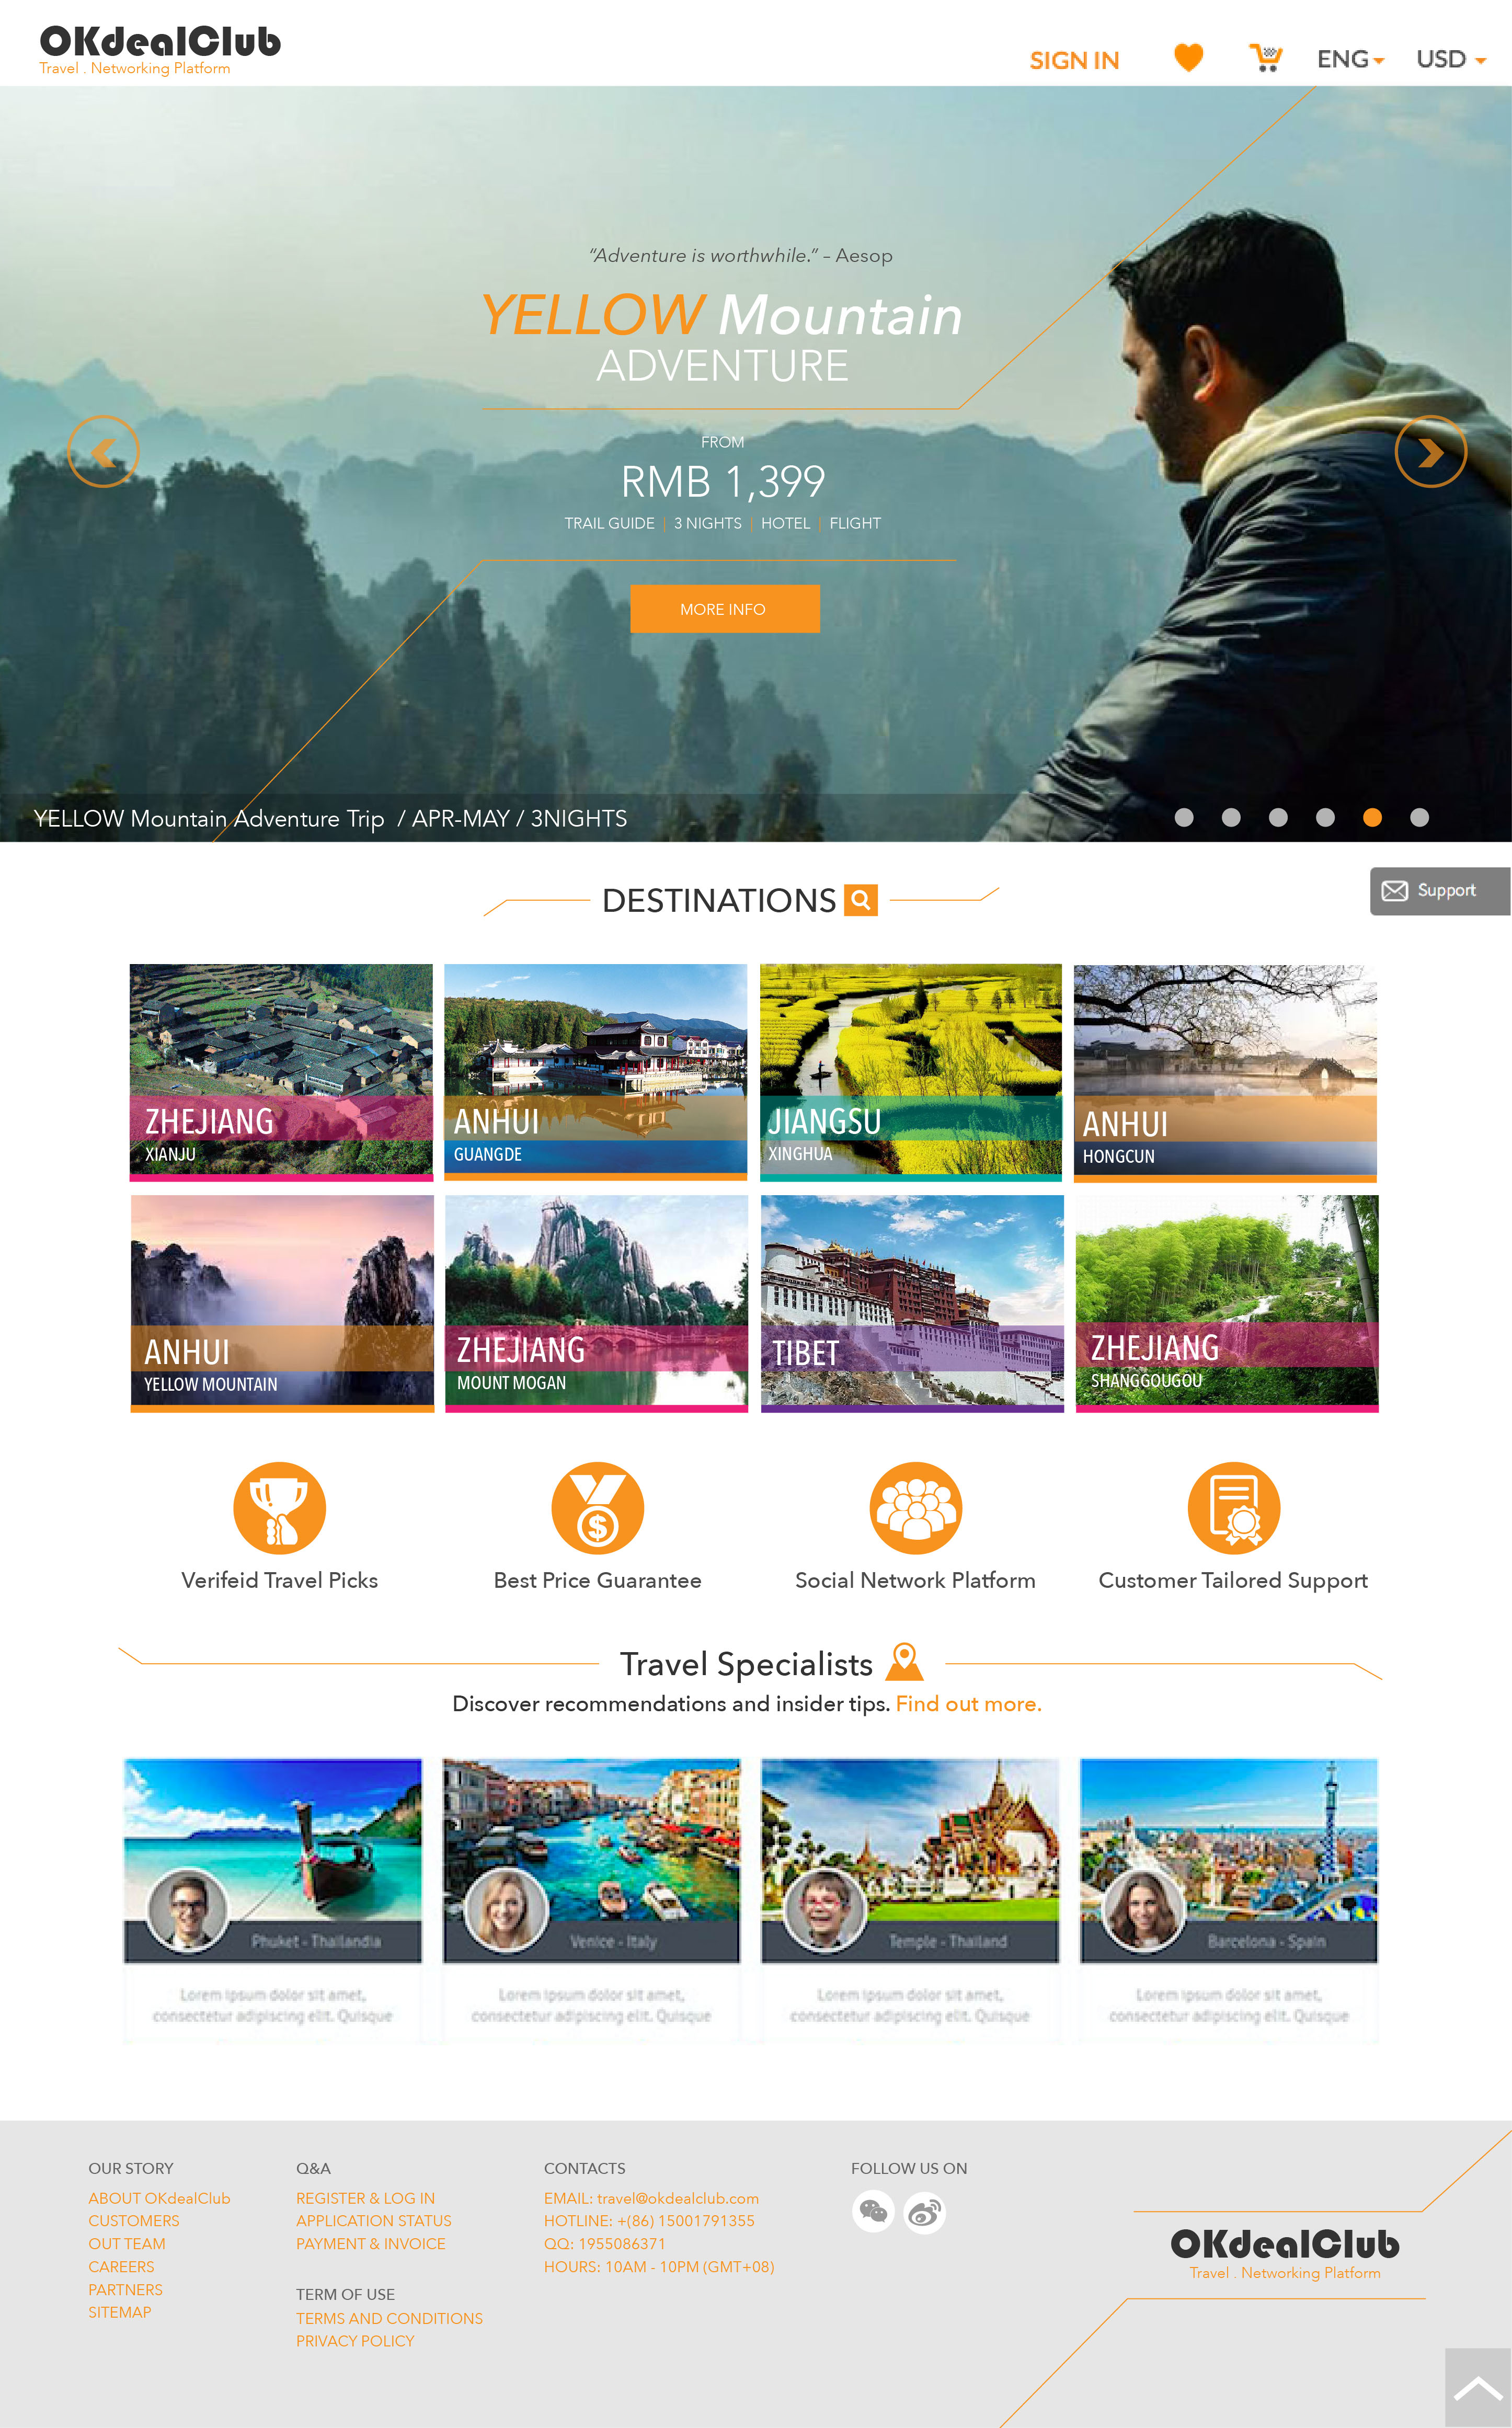 OKdealClub
Travel . Networking Platform
SIGN IN
ENG
USD
“Adventure is worthwhile.” – Aesop
YELLOW Mountain
ADVENTURE
FROM
RMB 1,399
TRAIL GUIDE | 3 NIGHTS | HOTEL | FLIGHT
MORE INFO
YELLOW Mountain Adventure Trip / APR-MAY / 3NIGHTS
DESTINATIONS
Support
ZHEJIANG
XIANJU
ANHUI
GUANGDE
JIANGSU
XINGHUA
ANHUI
HONGCUN
ANHUI
YELLOW MOUNTAIN
ZHEJIANG
MOUNT MOGAN
TIBET
ZHEJIANG
SHANGGOUGOU
Verifeid Travel Picks
Best Price Guarantee
Social Network Platform
Customer Tailored Support
Travel Specialists
Discover recommendations and insider tips. Find out more.
Phuket - Thailandia
Venice - Italy
Temple - Thailand
Barcelona - Spain
Lorem ipsum dolor sit amet,
consectetur adipiscing elit. Quisque
Lorem ipsum dolor sit amet,
consectetur adipiscing elit. Quisque
Lorem ipsum dolor sit amet,
consectetur adipiscing elit. Quisque
Lorem ipsum dolor sit amet,
consectetur adipiscing elit. Quisque
OUR STORY
ABOUT OKdealClub
CUSTOMERS
OUT TEAM
CAREERS
PARTNERS
SITEMAP
Q&A
REGISTER & LOG IN
APPLICATION STATUS
PAYMENT & INVOICE
TERM OF USE
TERMS AND CONDITIONS
PRIVACY POLICY
CONTACTS
EMAIL: travel@okdealclub.com
HOTLINE: +(86) 15001791355
QQ: 1955086371
HOURS: 10AM - 10PM (GMT+08)
FOLLOW US ON
OKdealClub
Travel . Networking Platform